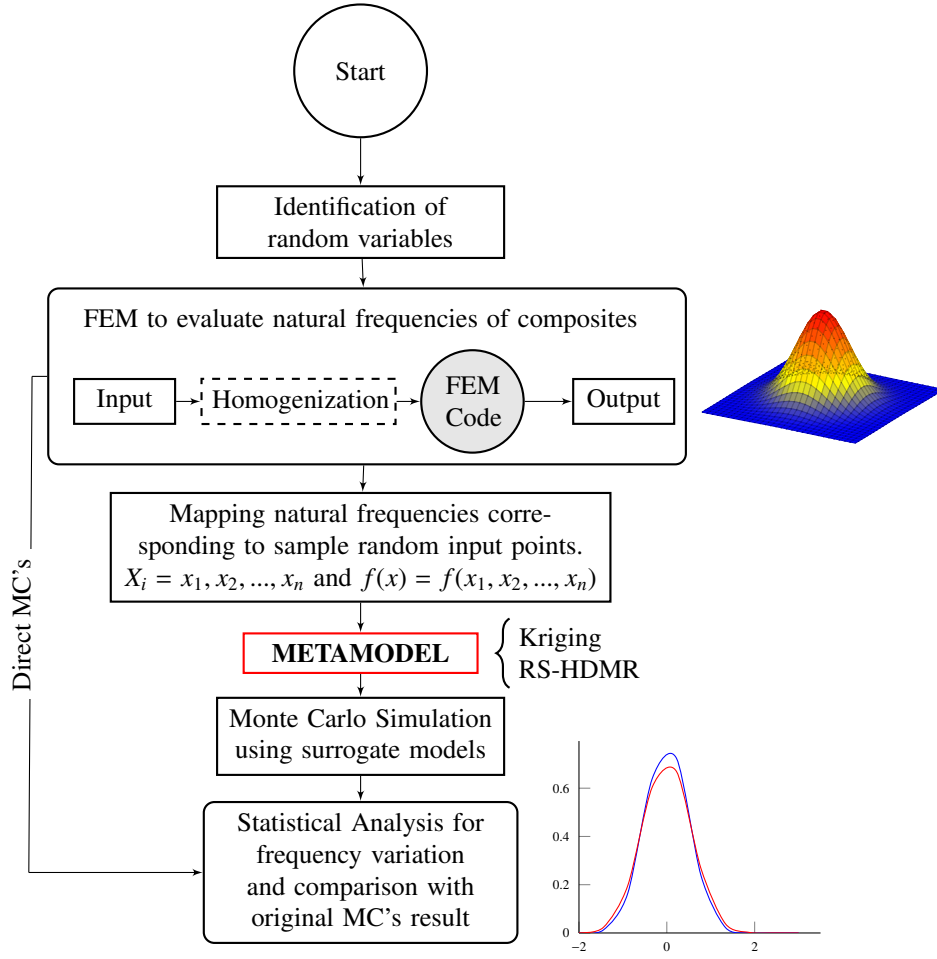 Start
Identification of
random variables
FEM to evaluate natural frequencies of composites
Input
Homogenization
FEM
Code
Output
Mapping natural frequencies corre-
sponding to sample random input points.
X_i = x_1, x_2, ..., x_n and f(x) = f(x_1, x_2, ..., x_n)
Direct MC's
METAMODEL
Kriging
RS-HDMR
Monte Carlo Simulation
using surrogate models
Statistical Analysis for
frequency variation
and comparison with
original MC's result
0.6
0.4
0.2
0
−2
0
2